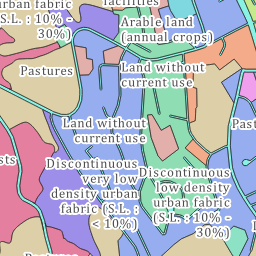 urban fabric
(S.L. : 10% -
30%)
facilities
Arable land
(annual crops)
Pastures
Land without
current use
Land without
current use
Past
sts
Discontinuous
very low
density urban
fabric (S.L. :
< 10%)
Discontinuous
low density
urban fabric
(S.L. : 10% -
30%)
Pastures